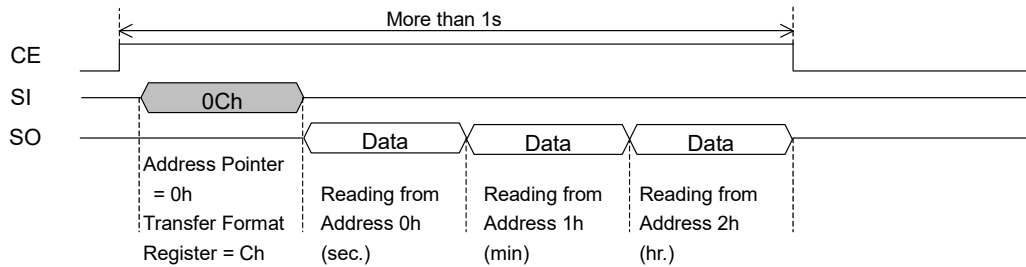 More than 1s
CE
SI
0Ch
SO
Data
Data
Data
Address Pointer
= 0h
Transfer Format
Register = Ch
Reading from
Address 0h
(sec.)
Reading from
Address 1h
(min)
Reading from
Address 2h
(hr.)